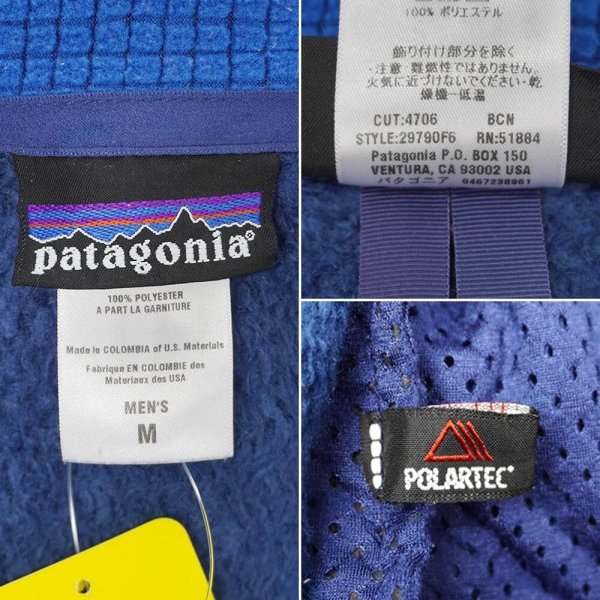 patagonia®
100% POLYESTER
A PART LA GARNITURE
Made in COLOMBIA of U.S. Materials
Fabrique EN COLOMBIE des
Materiaux des USA
MEN'S
M
100% ポリエステル
飾り付け部分を除く
・注意：難燃性ではありません。
火気に近づけないでください・乾
燥機－低温
CUT:4706 BCN
STYLE:29790F6 RN:51884
Patagonia P.O. BOX 150
VENTURA, CA 93002 USA
パタゴニア 0467238961
POLARTEC®